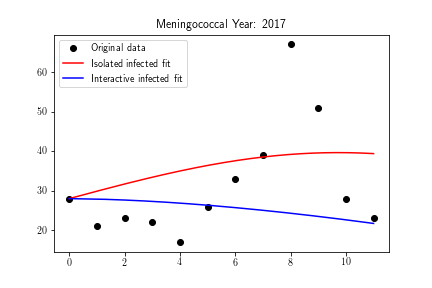 Meningococcal Year: 2017
Original data
Isolated infected fit
Interactive infected fit
60
50
40
30
20
0 2 4 6 8 10